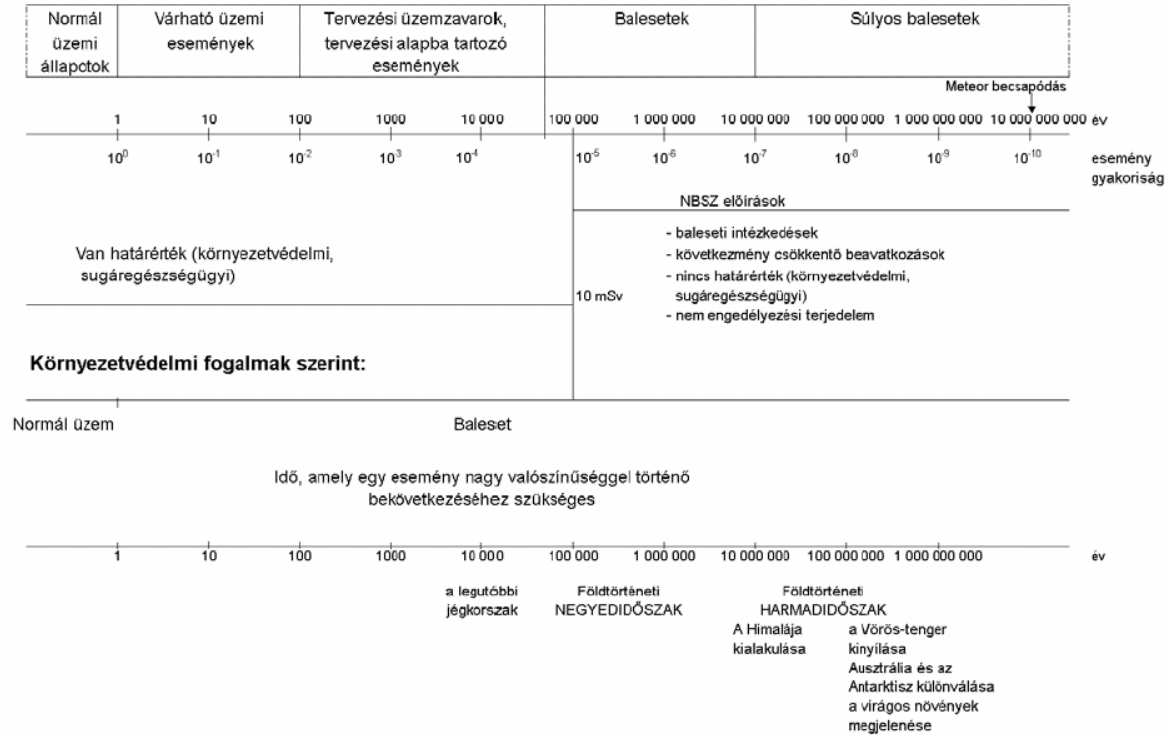 Normál
üzemi
állapotok
Várható üzemi
események
Tervezési üzemzavarok,
tervezési alapba tartozó
események
Balesetek
Súlyos balesetek
Meteor becsapódás
1 10 100 1000 10 000 100 000 1 000 000 10 000 000 100 000 000 1 000 000 000 10 000 000 000 év
10⁰ 10⁻¹ 10⁻² 10⁻³ 10⁻⁴ 10⁻⁵ 10⁻⁶ 10⁻⁷ 10⁻⁸ 10⁻⁹ 10⁻¹⁰ esemény
gyakoriság
NBSZ előírások
Van határérték (környezetvédelmi,
sugáregészségügyi)
- baleseti intézkedések
- következmény csökkentő beavatkozások
- nincs határérték (környezetvédelmi,
sugáregészségügyi)
- nem engedélyezési terjedelem
10 mSv
Környezetvédelmi fogalmak szerint:
Normál üzem
Baleset
Idő, amely egy esemény nagy valószínűséggel történő
bekövetkezéséhez szükséges
1 10 100 1000 10 000 100 000 1 000 000 10 000 000 100 000 000 1 000 000 000 év
a legutóbbi
jégkorszak
Földtörténeti
NEGYEDIDŐSZAK
Földtörténeti
HARMADIDŐSZAK
A Himalája
kialakulása
a Vörös-tenger
kinyílása
Ausztrália és az
Antarktisz különválása
a virágos növények
megjelenése